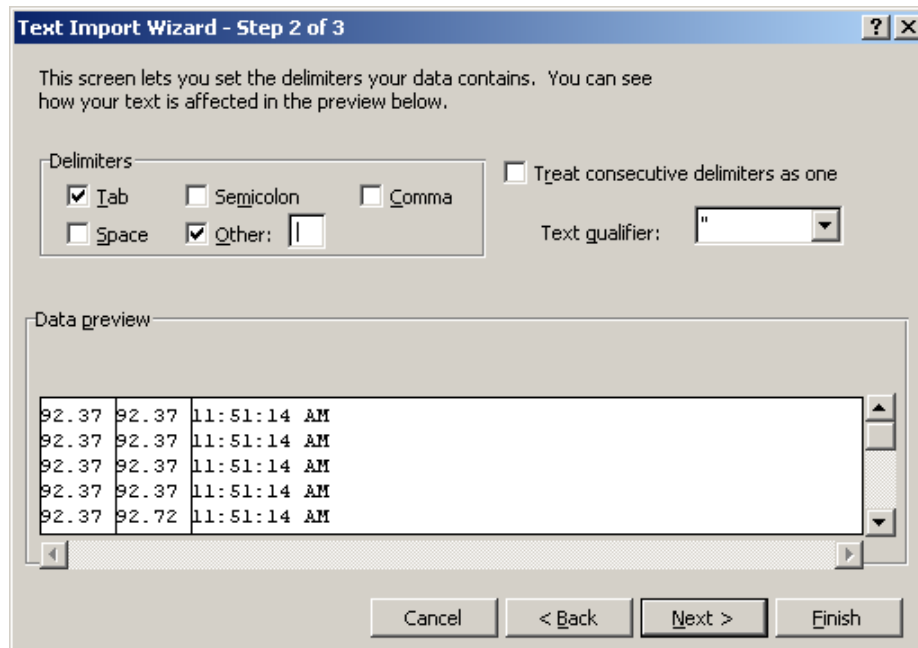 Text Import Wizard - Step 2 of 3
This screen lets you set the delimiters your data contains. You can see
how your text is affected in the preview below.
Delimiters
Tab
Semicolon
Comma
Space
Other: |
Treat consecutive delimiters as one
Text qualifier: "
Data preview
92.37 92.37 11:51:14 AM
92.37 92.37 11:51:14 AM
92.37 92.37 11:51:14 AM
92.37 92.37 11:51:14 AM
92.37 92.72 11:51:14 AM
Cancel
< Back
Next >
Finish